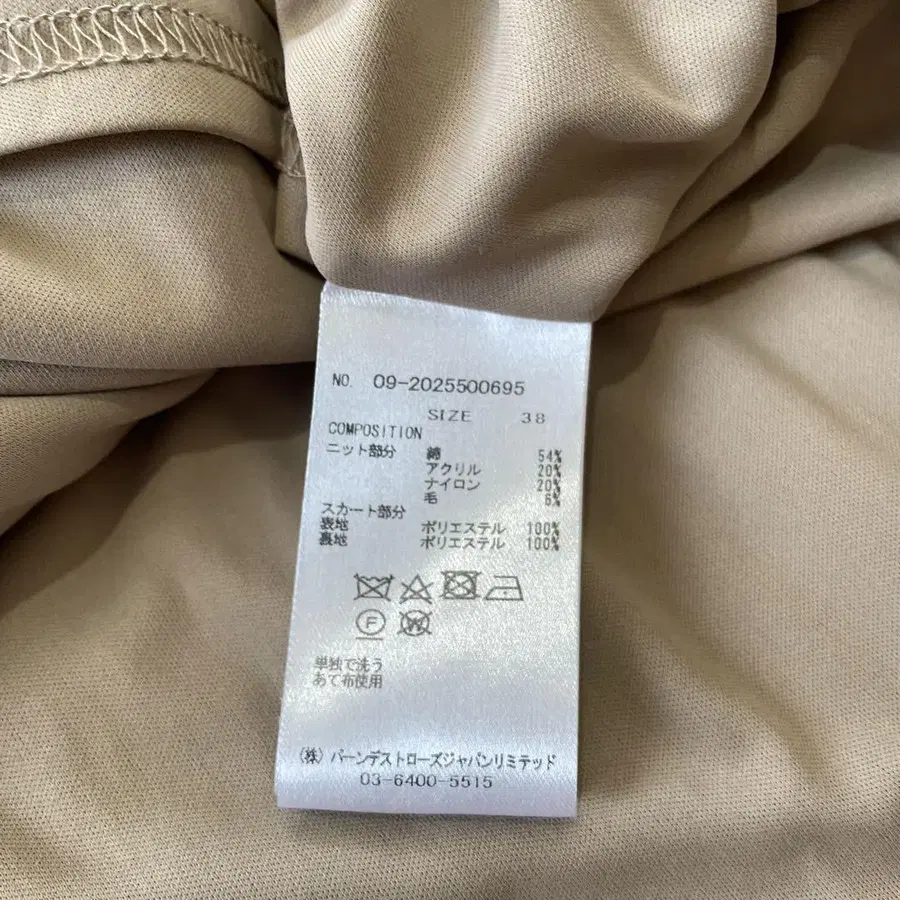 NO. 09-2025500695
SIZE 38
COMPOSITION
ニット部分 綿 54%
アクリル 20%
ナイロン 20%
毛 6%
スカート部分
表地 ポリエステル 100%
裏地 ポリエステル 100%
F
W
単独で洗う
あて布使用
(株) バーンデストローズジャパンリミテッド
03-6400-5515